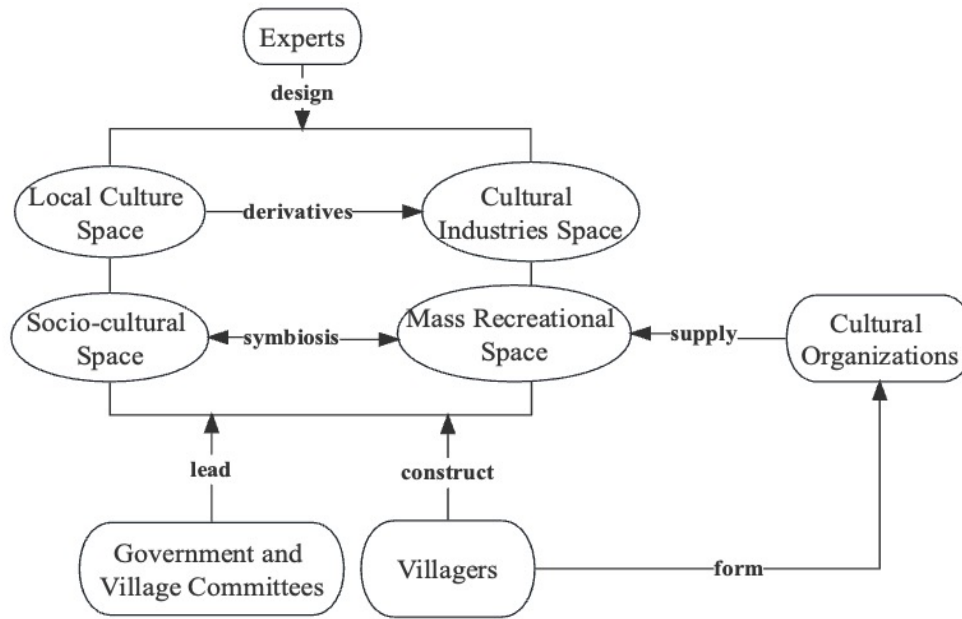 Experts
design
Local Culture
Space
derivatives
Cultural
Industries Space
Socio-cultural
Space
symbiosis
Mass Recreational
Space
supply
Cultural
Organizations
lead
construct
Government and
Village Committees
Villagers
form